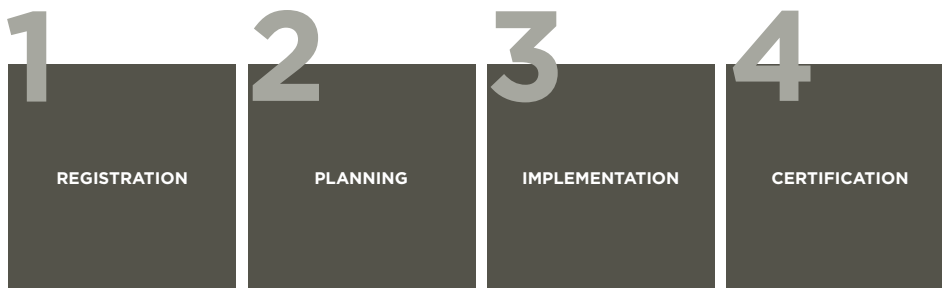 1
REGISTRATION
2
PLANNING
3
IMPLEMENTATION
4
CERTIFICATION